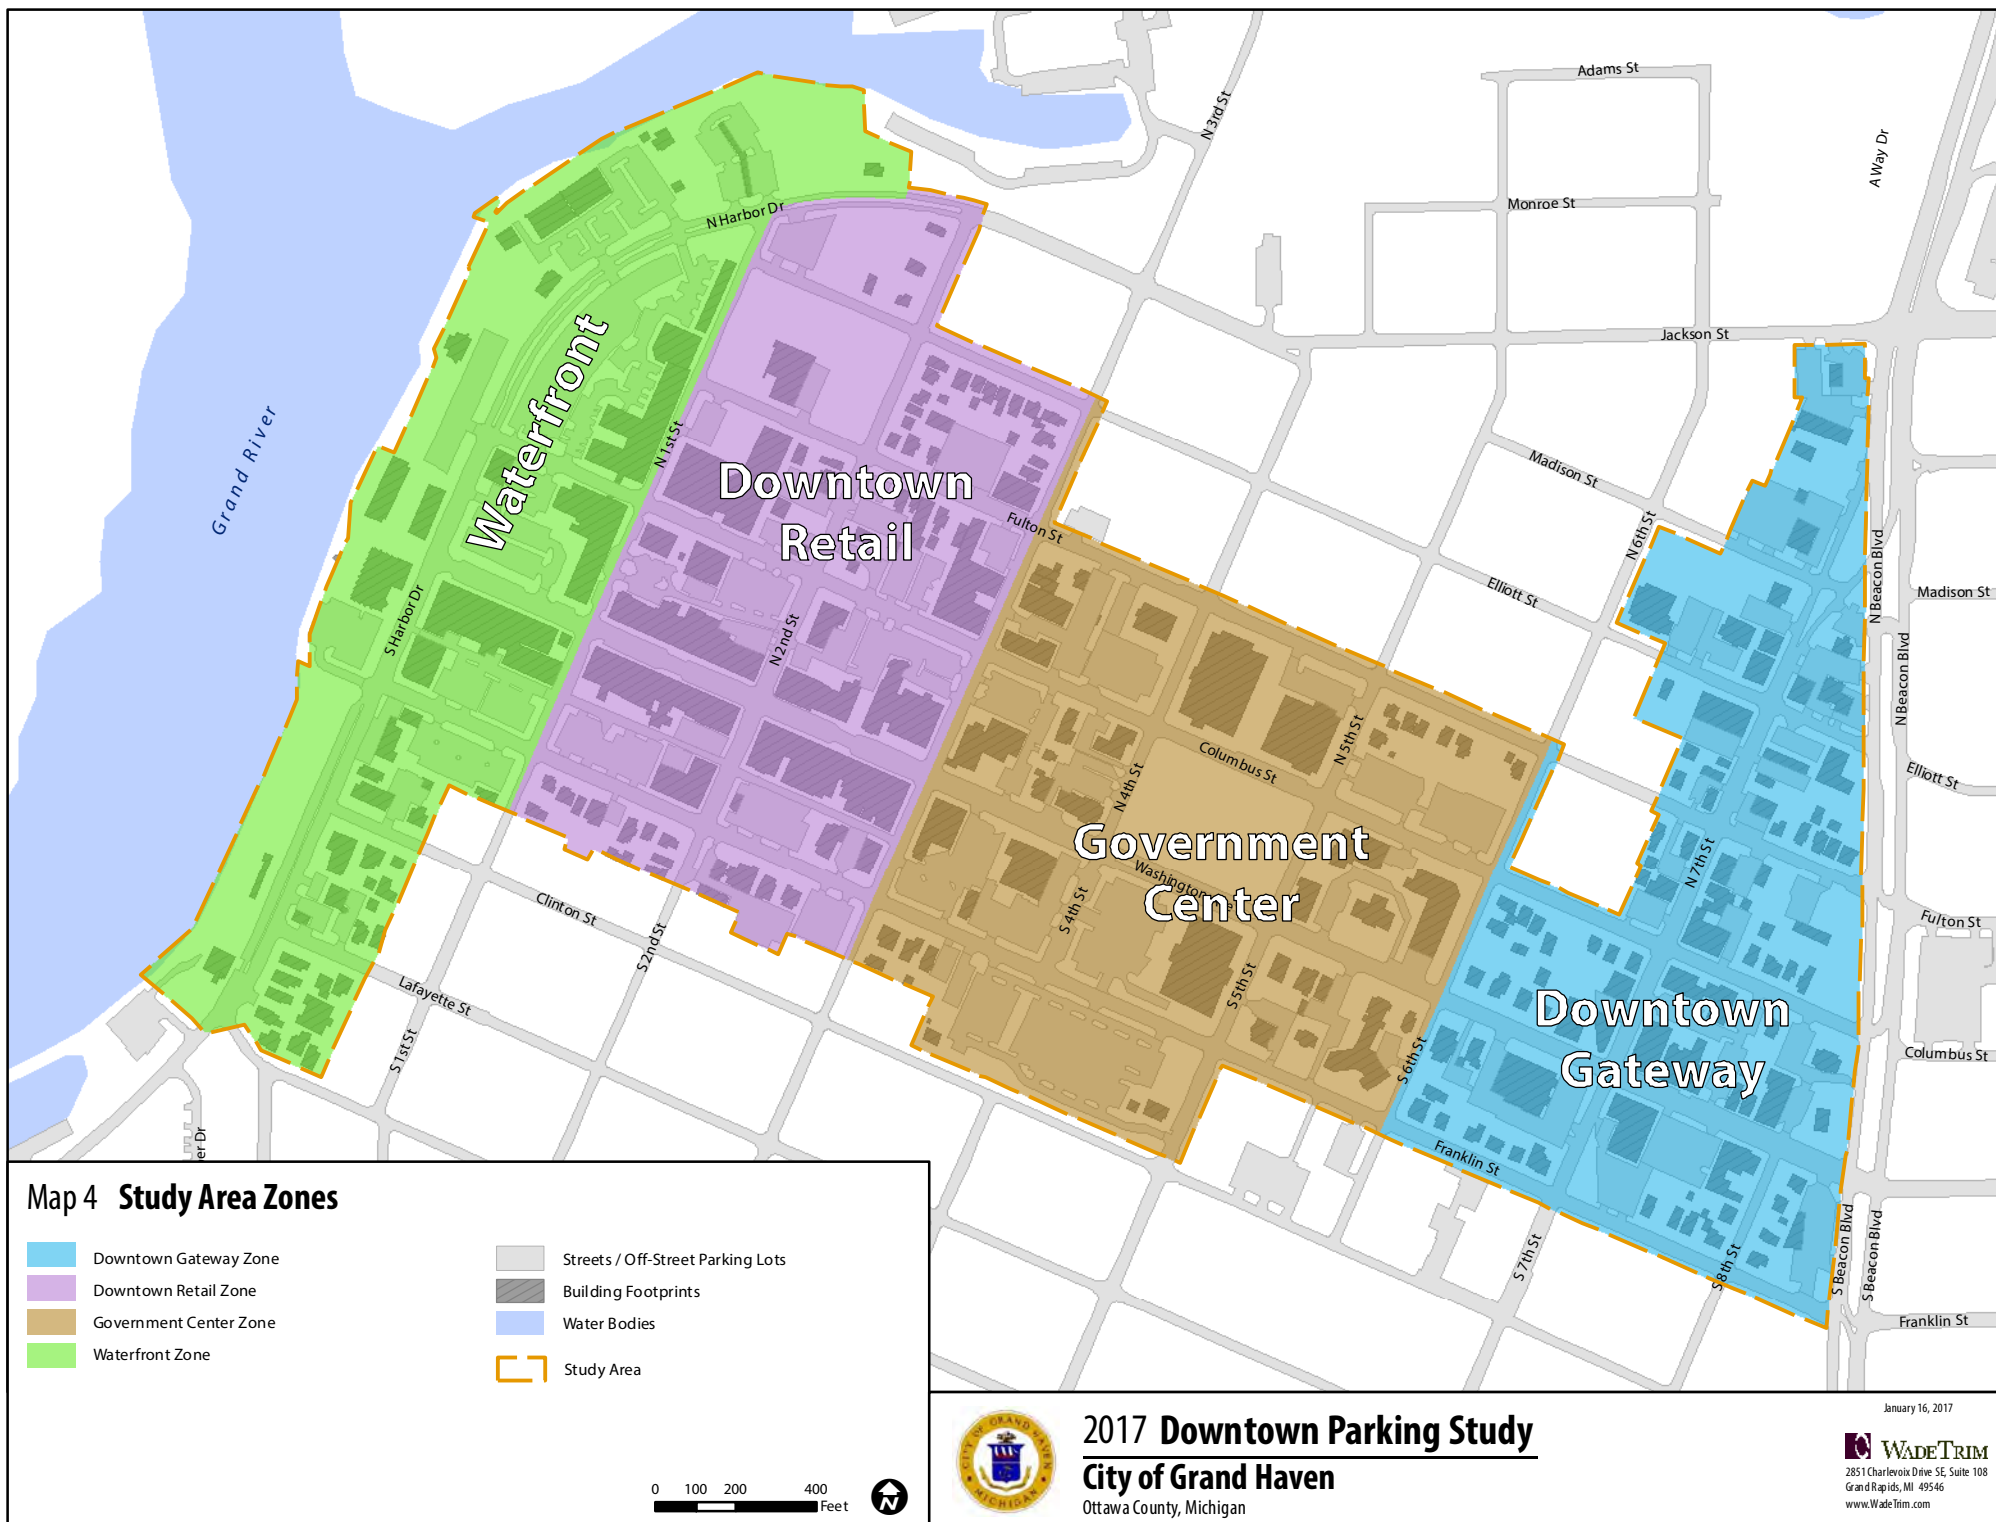 Adams St
N 3rd St
A Way Dr
Monroe St
N Harbor Dr
Jackson St
Waterfront
Grand River
N 1st St
Downtown
Retail
Madison St
Fulton St
N 6th St
N Beacon Blvd
Elliott St
Madison St
S Harbor Dr
N 2nd St
N Beacon Blvd
N 5th St
Columbus St
N 4th St
Elliott St
Government
Center
Washington
N 7th St
S 4th St
Clinton St
S 2nd St
Fulton St
S 5th St
Lafayette St
Downtown
Gateway
S 1st St
S 6th St
Columbus St
Franklin St
S 7th St
S 8th St
S Beacon Blvd
S Beacon Blvd
Franklin St
Map 4 Study Area Zones
Downtown Gateway Zone
Downtown Retail Zone
Government Center Zone
Waterfront Zone
Streets / Off-Street Parking Lots
Building Footprints
Water Bodies
Study Area
0 100 200 400
Feet
N
CITY OF GRAND HAVEN
MICHIGAN
2017 Downtown Parking Study
City of Grand Haven
Ottawa County, Michigan
January 16, 2017
WADETRIM
2851 Charlevoix Drive SE, Suite 108
Grand Rapids, MI 49546
www.WadeTrim.com